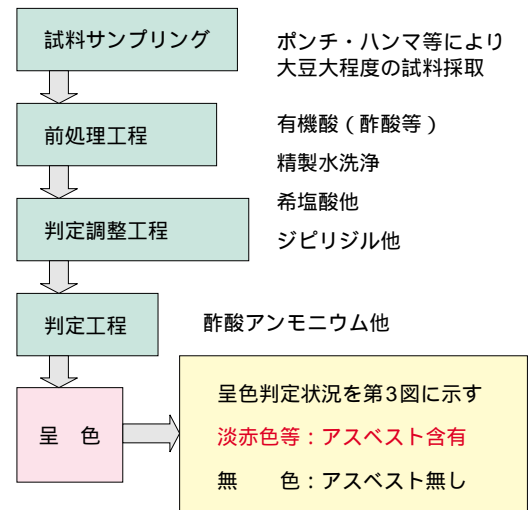 試料サンプリング
ポンチ・ハンマ等により
大豆大程度の試料採取
前処理工程
有機酸（酢酸等）
精製水洗浄
希塩酸他
判定調整工程
ジピリジル他
判定工程
酢酸アンモニウム他
呈　色
呈色判定状況を第3図に示す
淡赤色等：アスベスト含有
無　　色：アスベスト無し